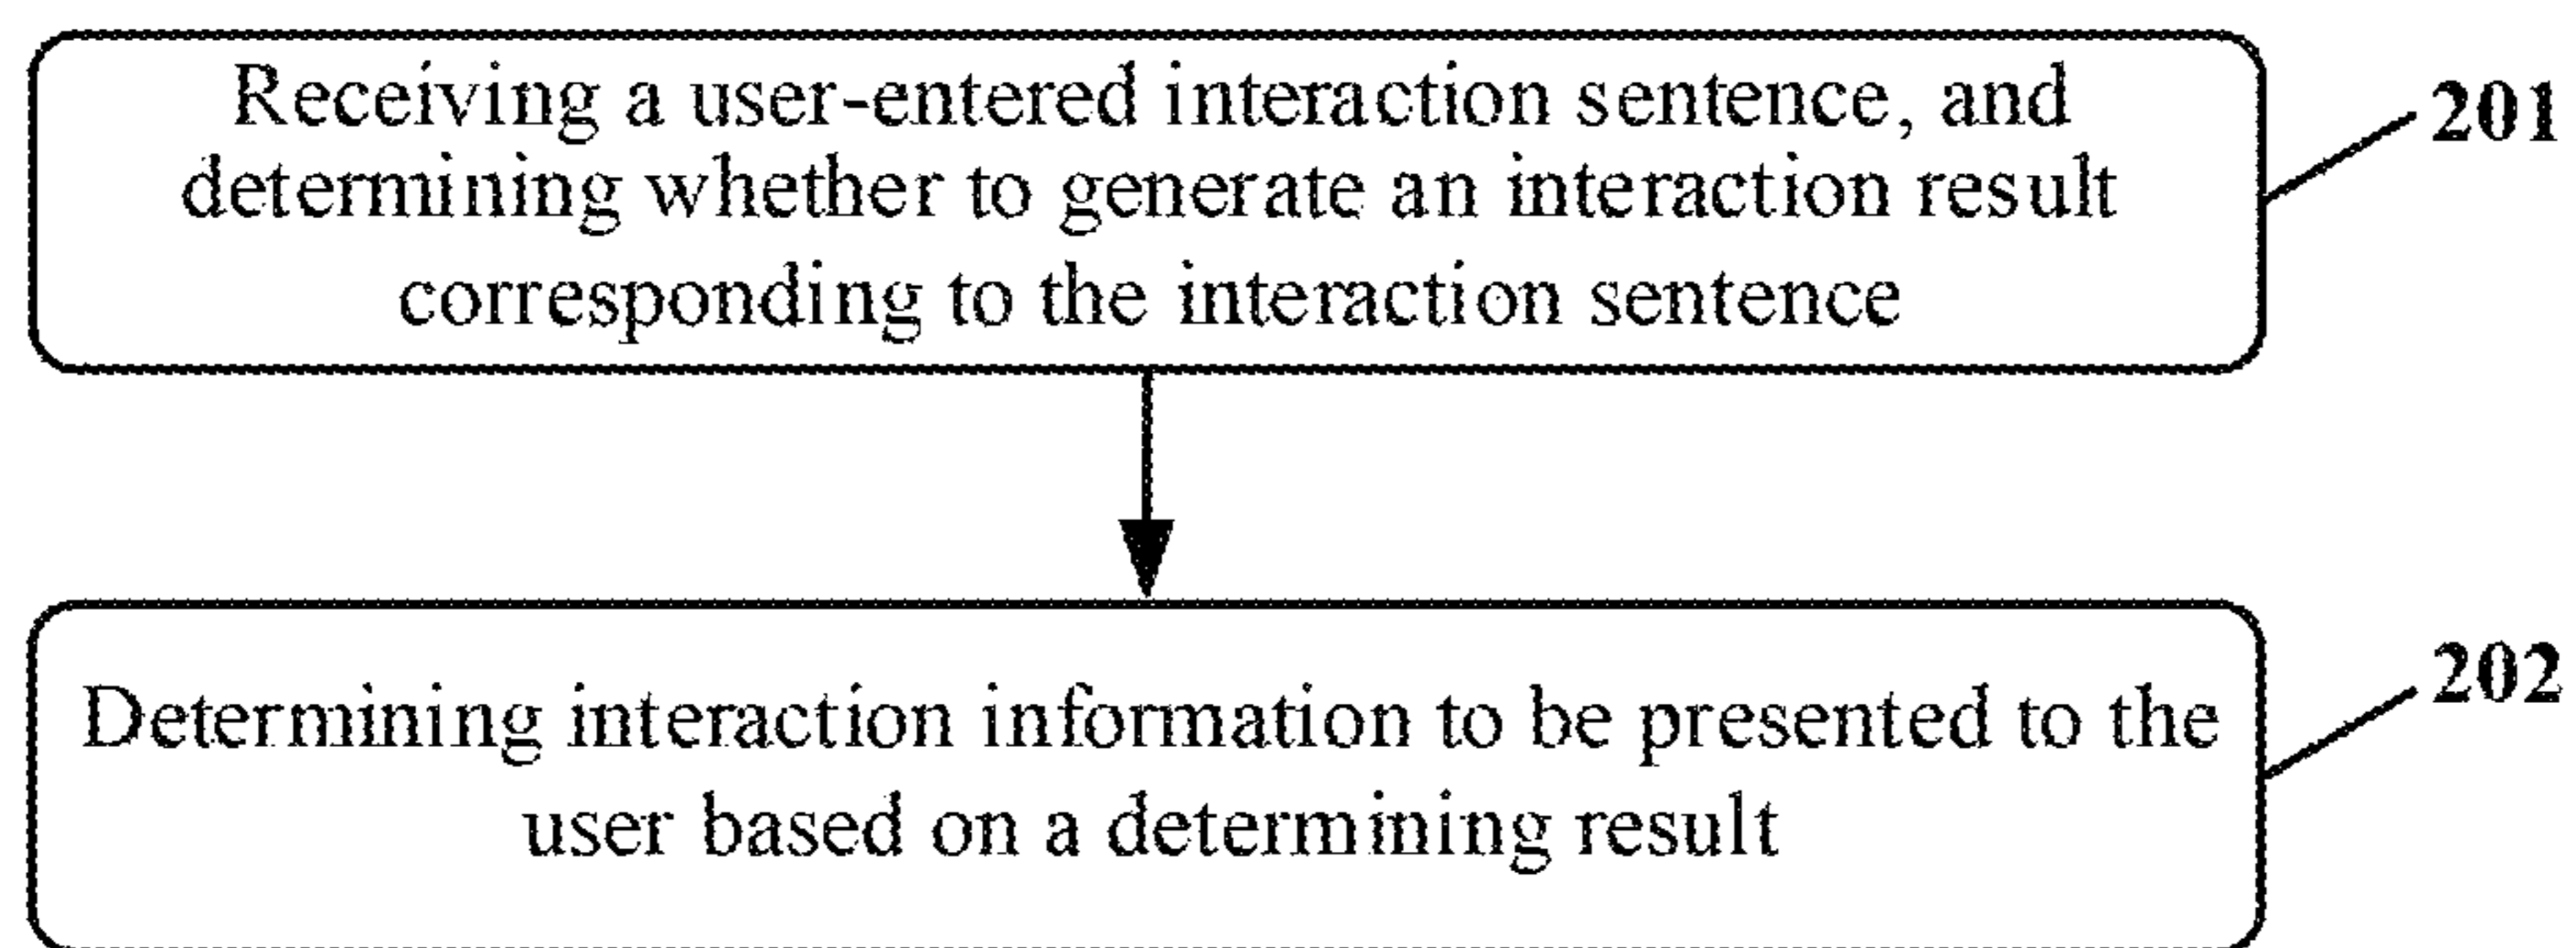 Receiving a user-entered interaction sentence, and
201
determining whether to generate an interaction result
corresponding to the interaction sentence
Determining interaction information to be presented to the
202
user based on a determining result